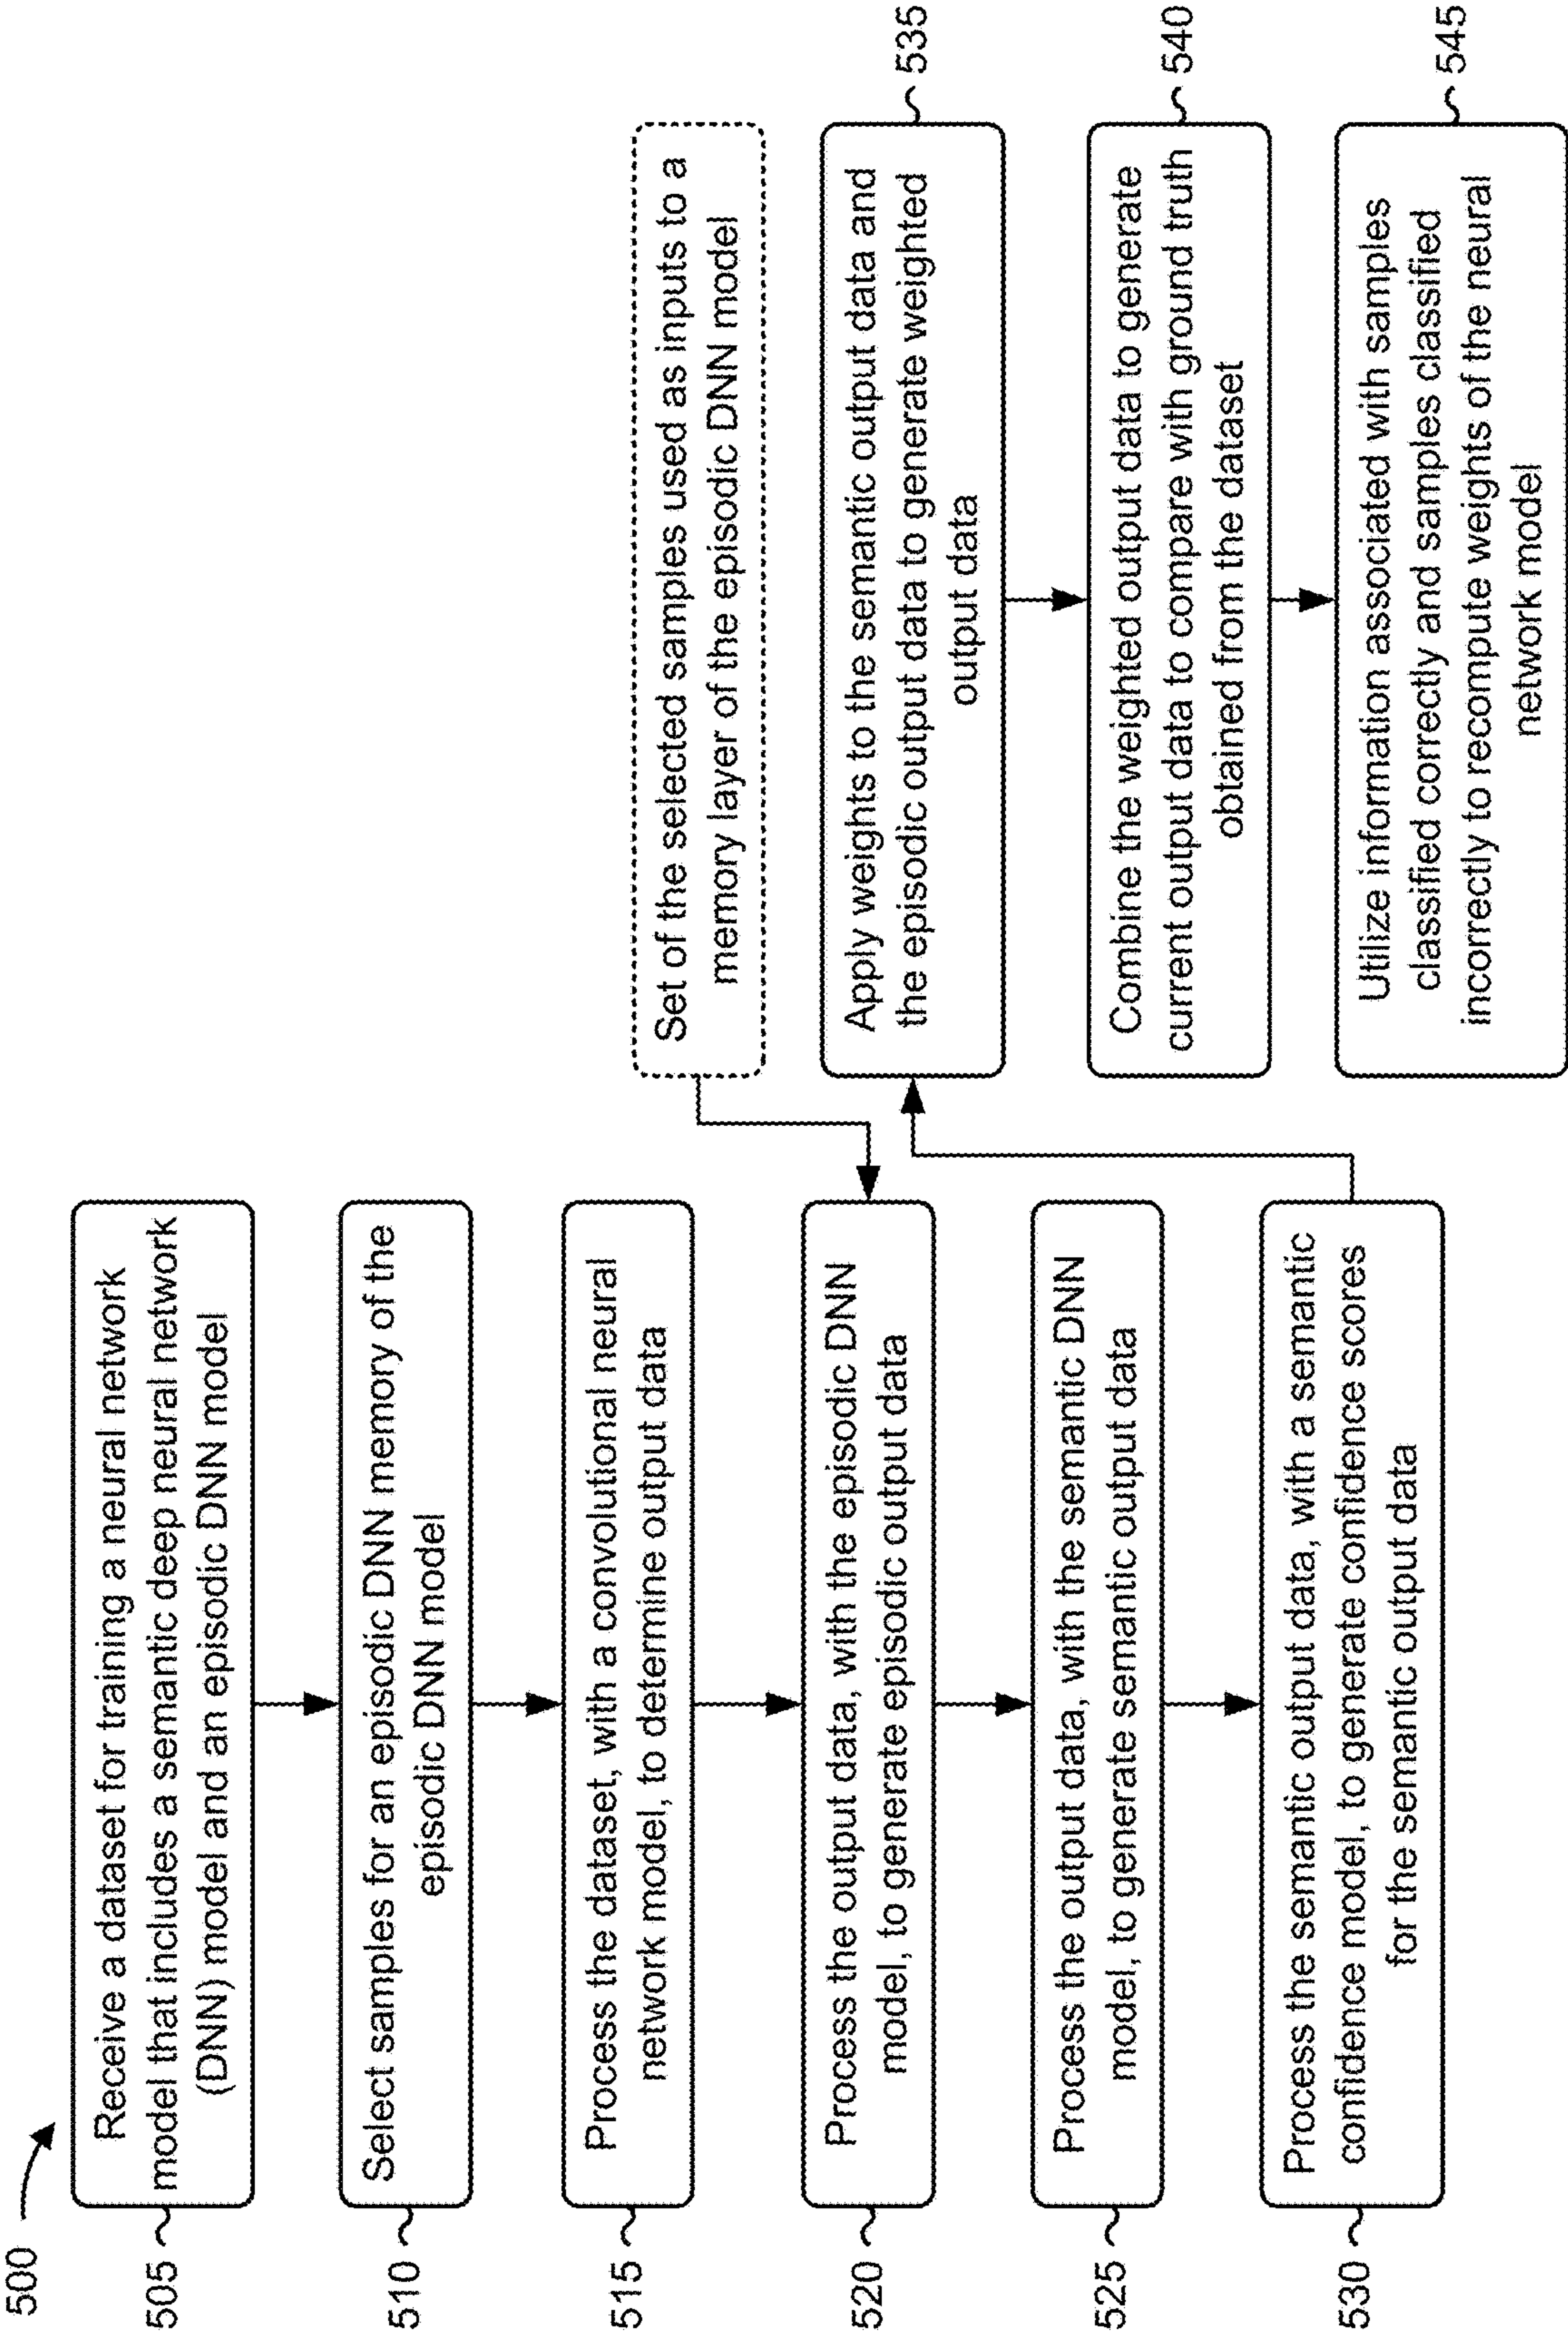 500
505
Receive a dataset for training a neural network
model that includes a semantic deep neural network
(DNN) model and an episodic DNN model
510
Select samples for an episodic DNN memory of the
episodic DNN model
515
Process the dataset, with a convolutional neural
network model, to determine output data
520
Process the output data, with the episodic DNN
model, to generate episodic output data
525
Process the output data, with the semantic DNN
model, to generate semantic output data
530
Process the semantic output data, with a semantic
confidence model, to generate confidence scores
for the semantic output data
Set of the selected samples used as inputs to a
memory layer of the episodic DNN model
Apply weights to the semantic output data and
the episodic output data to generate weighted
output data
535
Combine the weighted output data to generate
current output data to compare with ground truth
obtained from the dataset
540
Utilize information associated with samples
classified correctly and samples classified
incorrectly to recompute weights of the neural
network model
545